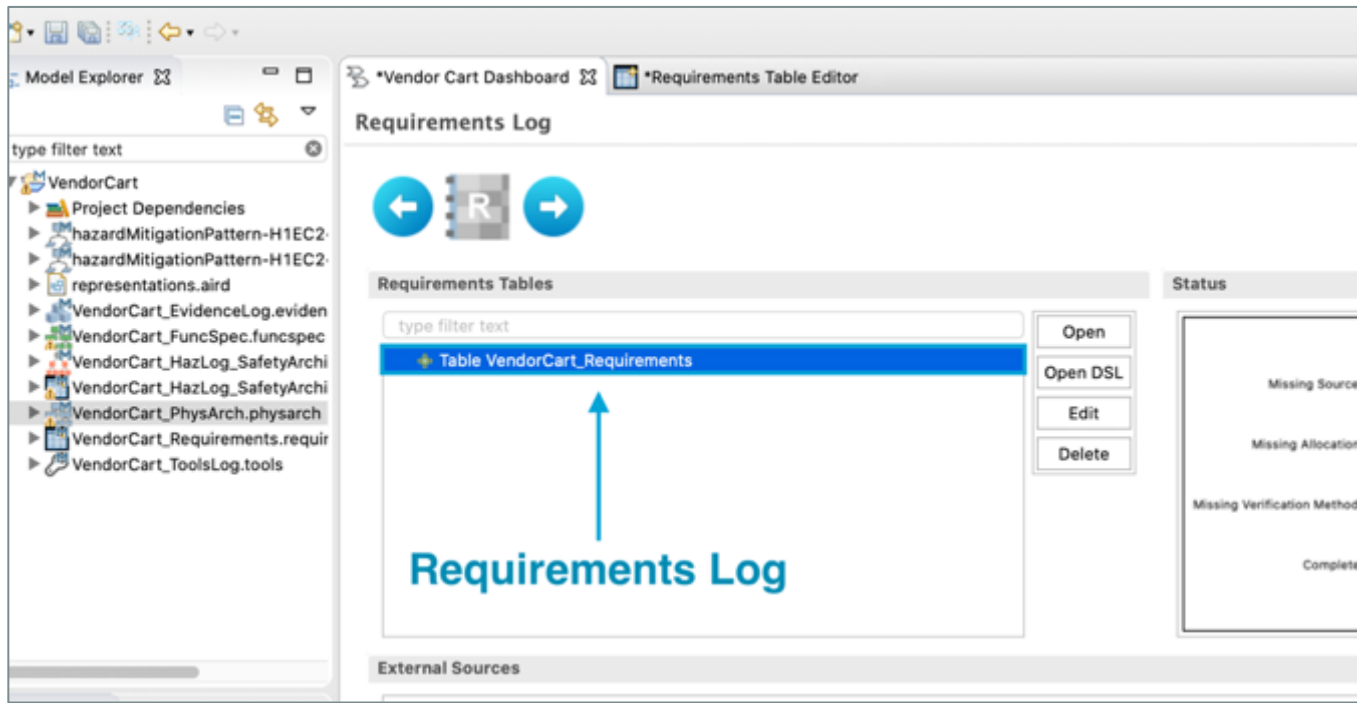 Model Explorer
*Vendor Cart Dashboard
*Requirements Table Editor
type filter text
VendorCart
Project Dependencies
hazardMitigationPattern-H1EC2-
hazardMitigationPattern-H1EC2-
representations.aird
VendorCart_EvidenceLog.eviden
VendorCart_FuncSpec.funcspec
VendorCart_HazLog_SafetyArchi
VendorCart_HazLog_SafetyArchi
VendorCart_PhysArch.physarch
VendorCart_Requirements.requir
VendorCart_ToolsLog.tools
Requirements Log
R
Requirements Tables
type filter text
Table VendorCart_Requirements
Open
Open DSL
Edit
Delete
Requirements Log
Status
Missing Source
Missing Allocation
Missing Verification Method
Complete
External Sources